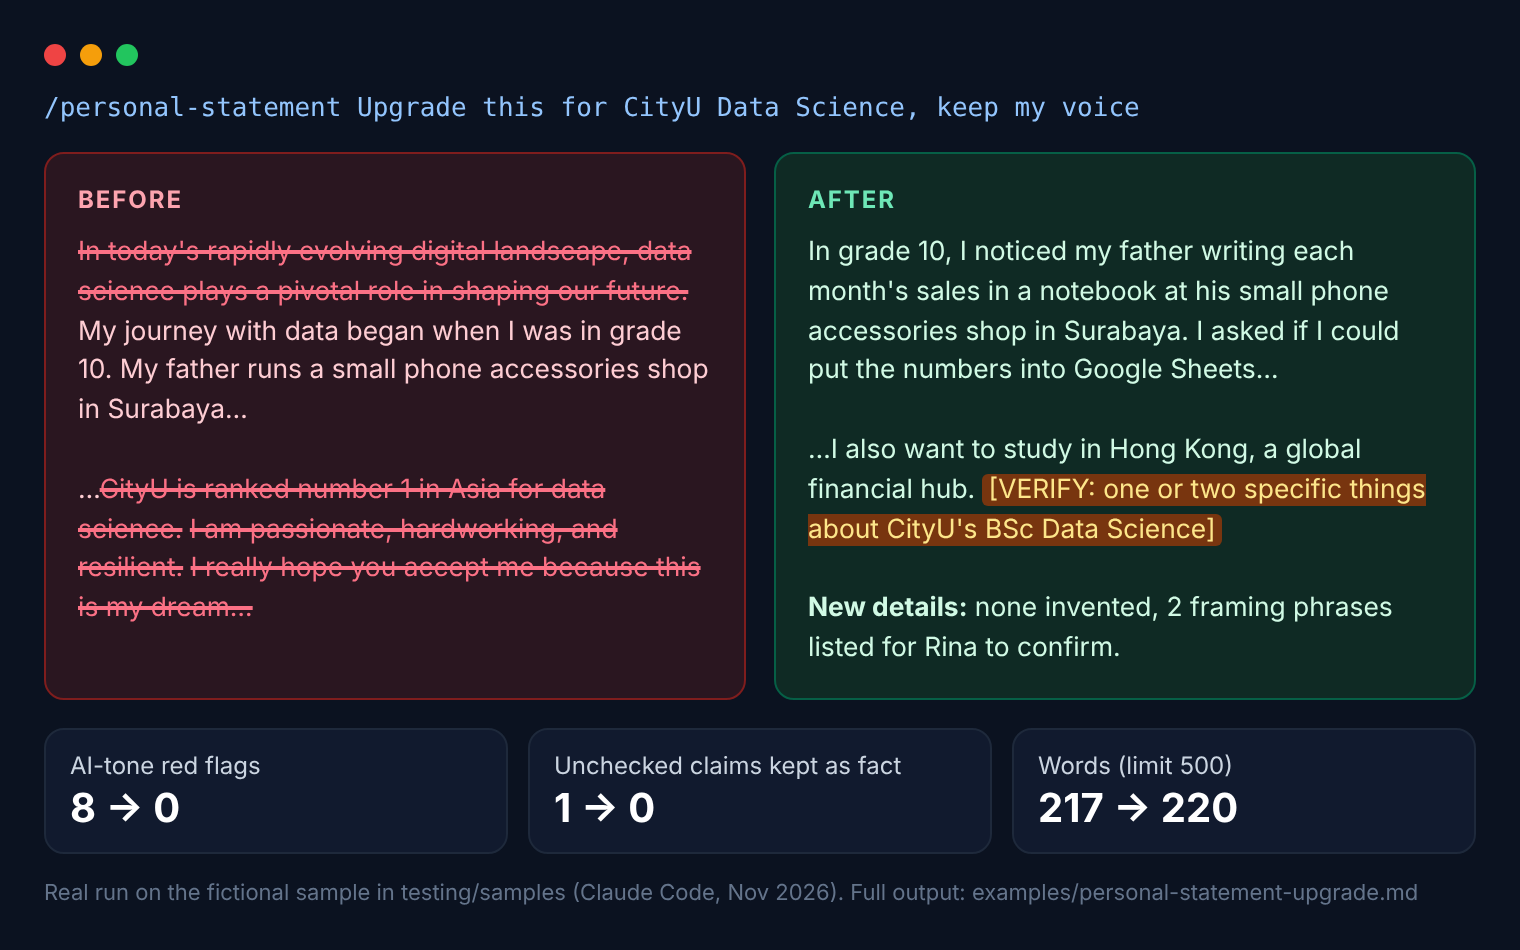 /personal-statement Upgrade this for CityU Data Science, keep my voice
BEFORE
In today's rapidly evolving digital landscape, data
science plays a pivotal role in shaping our future.
My journey with data began when I was in grade
10. My father runs a small phone accessories shop
in Surabaya...
...CityU is ranked number 1 in Asia for data
science. I am passionate, hardworking, and
resilient. I really hope you accept me because this
is my dream...
AFTER
In grade 10, I noticed my father writing each
month's sales in a notebook at his small phone
accessories shop in Surabaya. I asked if I could
put the numbers into Google Sheets...
...I also want to study in Hong Kong, a global
financial hub. [VERIFY: one or two specific things
about CityU's BSc Data Science]
New details: none invented, 2 framing phrases
listed for Rina to confirm.
AI-tone red flags
8 → 0
Unchecked claims kept as fact
1 → 0
Words (limit 500)
217 → 220
Real run on the fictional sample in testing/samples (Claude Code, Nov 2026). Full output: examples/personal-statement-upgrade.md